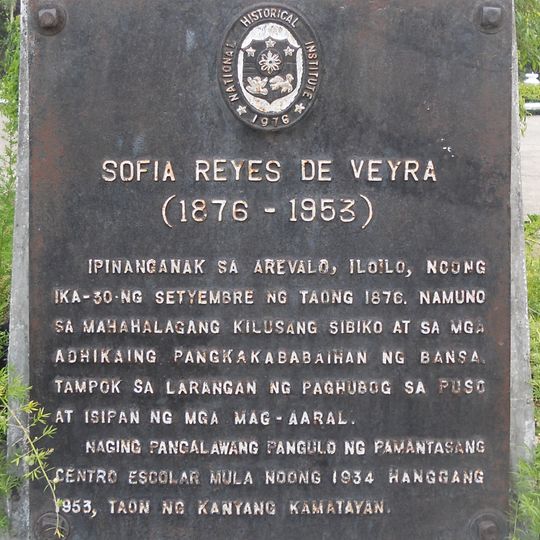 NATIONAL HISTORICAL INSTITUTE
1976
SOFIA REYES DE VEYRA
(1876 - 1953)
IPINANGANAK SA AREVALO, ILOILO, NOONG
IKA-30-NG SETYEMBRE NG TAONG 1876. NAMUNO
SA MAHAHALAGANG KILUSANG SIBIKO AT SA MGA
ADHIKAING PANGKAKABABAIHAN NG BANSA.
TAMPOK SA LARANGAN NG PAGHUBOG SA PUSO
AT ISIPAN NG MGA MAG-AARAL.
NAGING PANGALAWANG PANGULO NG PAMANTASANG
CENTRO ESCOLAR MULA NOONG 1934 HANGGANG
1953, TAON NG KANYANG KAMATAYAN.